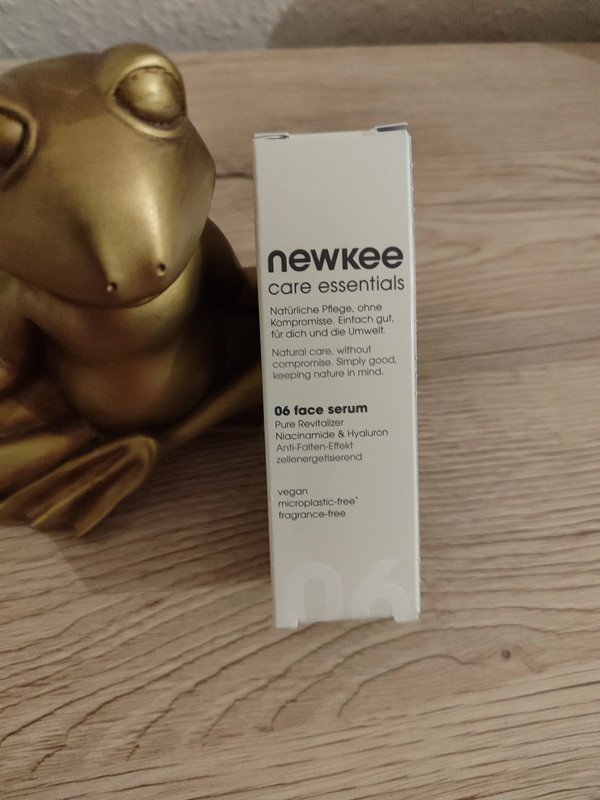 newkee
care essentials
Natürliche Pflege, ohne
Kompromisse. Einfach gut,
für dich und die Umwelt.
Natural care, without
compromise. Simply good,
keeping nature in mind.
06 face serum
Pure Revitalizer
Niacinamide & Hyaluron
Anti-Falten-Effekt
zellenergetisierend
vegan
microplastic-free*
fragrance-free
06